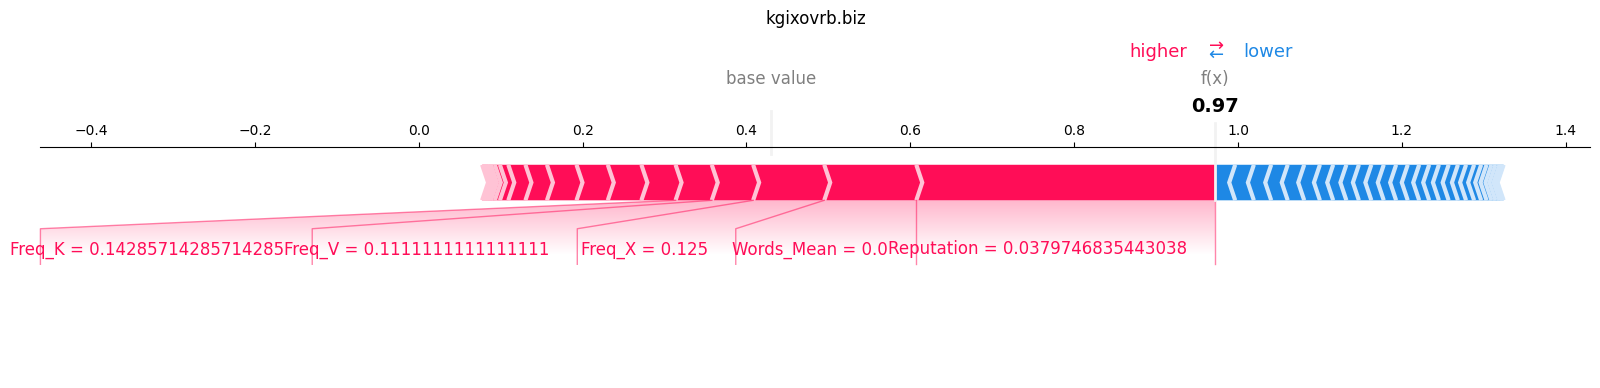 kgixovrb.biz
higher ⇄ lower
base value f(x)
0.97
−0.4 −0.2 0.0 0.2 0.4 0.6 0.8 1.0 1.2 1.4
Freq_K = 0.14285714285714285 Freq_V = 0.1111111111111111 Freq_X = 0.125 Words_Mean = 0.0 Reputation = 0.0379746835443038